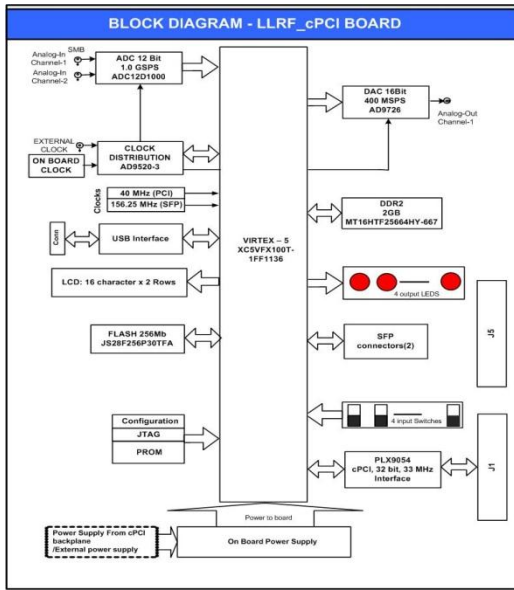 BLOCK DIAGRAM - LLRF_cPCI BOARD
SMB
Analog-In
Channel-1
Analog-In
Channel-2
ADC 12 Bit
1.0 GSPS
ADC12D1000
DAC 16Bit
400 MSPS
AD9726
Analog-Out
Channel-1
EXTERNAL
CLOCK
ON BOARD
CLOCK
CLOCK
DISTRIBUTION
AD9520-3
Clocks
40 MHz (PCI)
156.25 MHz (SFP)
DDR2
2GB
MT16HTF25664HY-667
Conn
USB Interface
VIRTEX – 5
XC5VFX100T-
1FF1136
LCD: 16 character x 2 Rows
4 output LEDS
FLASH 256Mb
JS28F256P30TFA
SFP
connectors(2)
J5
4 input Switches
Configuration
JTAG
PROM
PLX9054
cPCI, 32 bit, 33 MHz
Interface
J1
Power to board
Power Supply From cPCI
backplane
/External power supply
On Board Power Supply